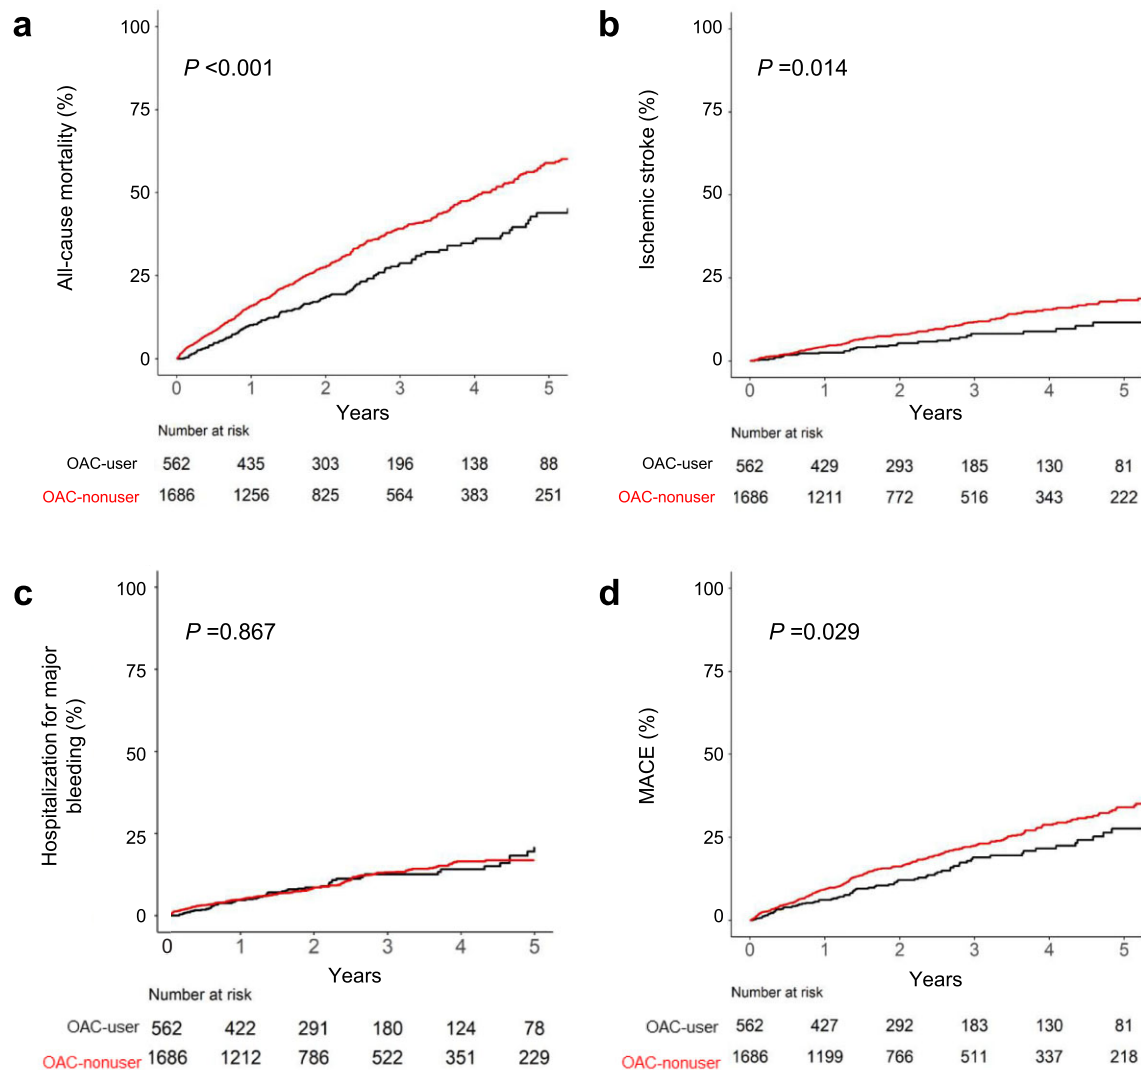 a
All-cause mortality (%)
100
75
50
25
0
P <0.001
0 1 2 3 4 5
Years
Number at risk
OAC-user 562 435 303 196 138 88
OAC-nonuser 1686 1256 825 564 383 251
b
Ischemic stroke (%)
100
75
50
25
0
P =0.014
0 1 2 3 4 5
Years
Number at risk
OAC-user 562 429 293 185 130 81
OAC-nonuser 1686 1211 772 516 343 222
c
Hospitalization for major
bleeding (%)
100
75
50
25
0
P =0.867
0 1 2 3 4 5
Years
Number at risk
OAC-user 562 422 291 180 124 78
OAC-nonuser 1686 1212 786 522 351 229
d
MACE (%)
100
75
50
25
0
P =0.029
0 1 2 3 4 5
Years
Number at risk
OAC-user 562 427 292 183 130 81
OAC-nonuser 1686 1199 766 511 337 218